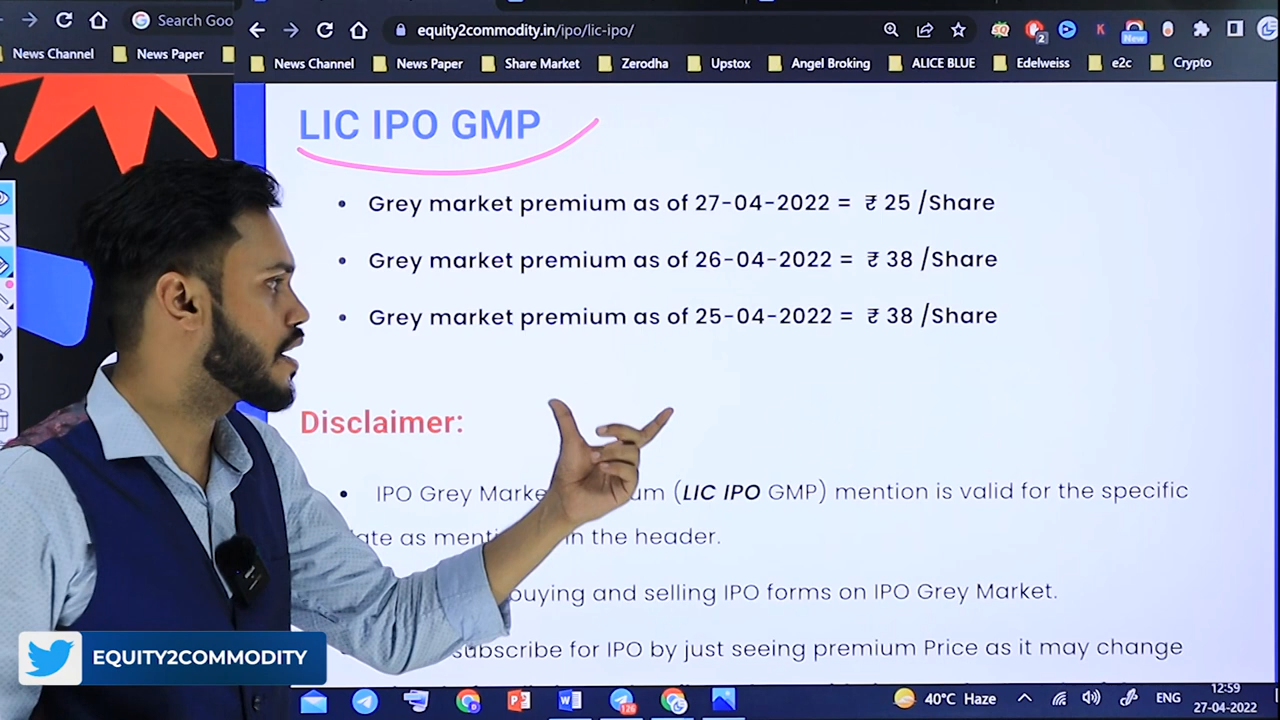 Search Goo
equity2commodity.in/ipo/lic-ipo/
News Channel
News Paper
News Channel
News Paper
Share Market
Zerodha
Upstox
Angel Broking
ALICE BLUE
Edelweiss
e2c
Crypto
2
New
LIC IPO GMP
Grey market premium as of 27-04-2022 = ₹ 25 /Share
Grey market premium as of 26-04-2022 = ₹ 38 /Share
Grey market premium as of 25-04-2022 = ₹ 38 /Share
Disclaimer:
IPO Grey (LIC IPO GMP) mention is valid for the specific
as in the header.
buying and selling IPO forms on IPO Grey Market.
subscribe for IPO by just seeing premium Price as it may change
EQUITY2COMMODITY
126
40°C Haze
ENG
12:59
27-04-2022